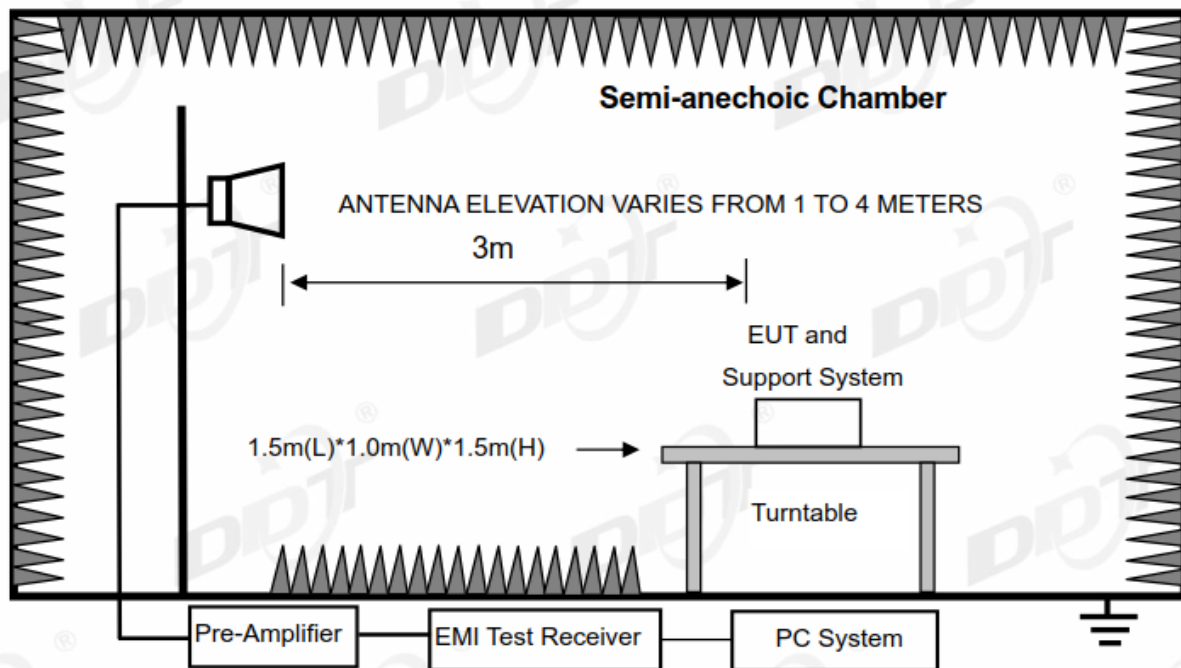 Semi-anechoic Chamber
ANTENNA ELEVATION VARIES FROM 1 TO 4 METERS
3m
EUT and
Support System
1.5m(L)*1.0m(W)*1.5m(H)
Turntable
Pre-Amplifier
EMI Test Receiver
PC System
DDT ®